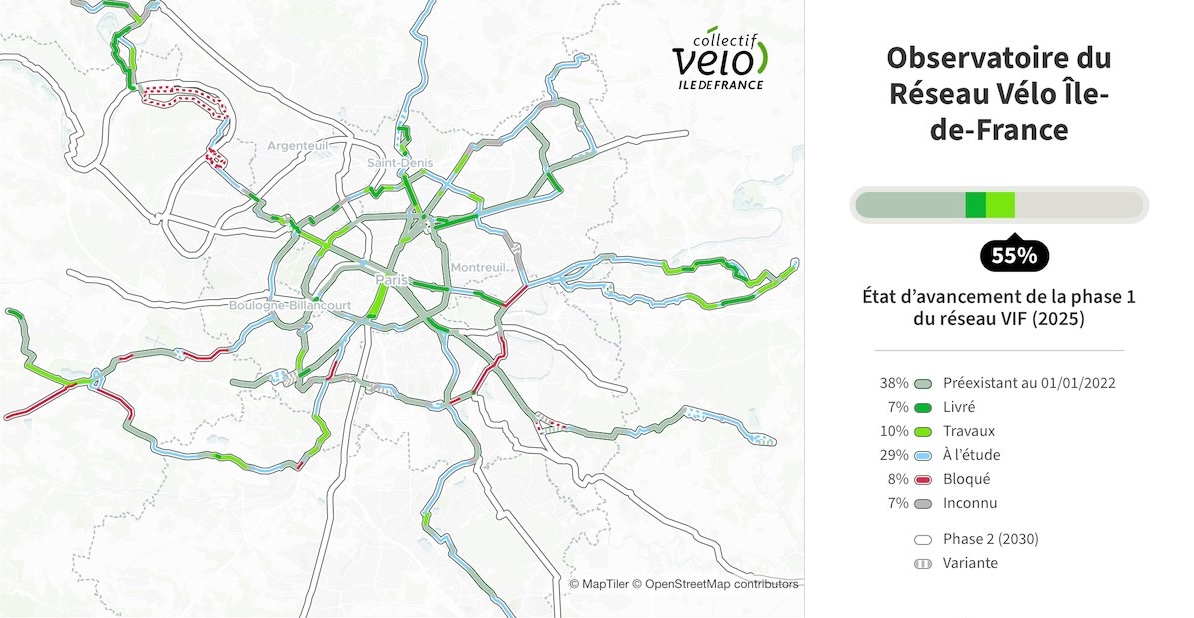 collectif
vélo
ILE DE FRANCE
Argenteuil
Saint-Denis
Montreuil
Paris
Boulogne-Billancourt
© MapTiler © OpenStreetMap contributors
Observatoire du
Réseau Vélo Île-
de-France
55%
État d’avancement de la phase 1
du réseau VIF (2025)
38% Préexistant au 01/01/2022
7% Livré
10% Travaux
29% À l’étude
8% Bloqué
7% Inconnu
Phase 2 (2030)
Variante